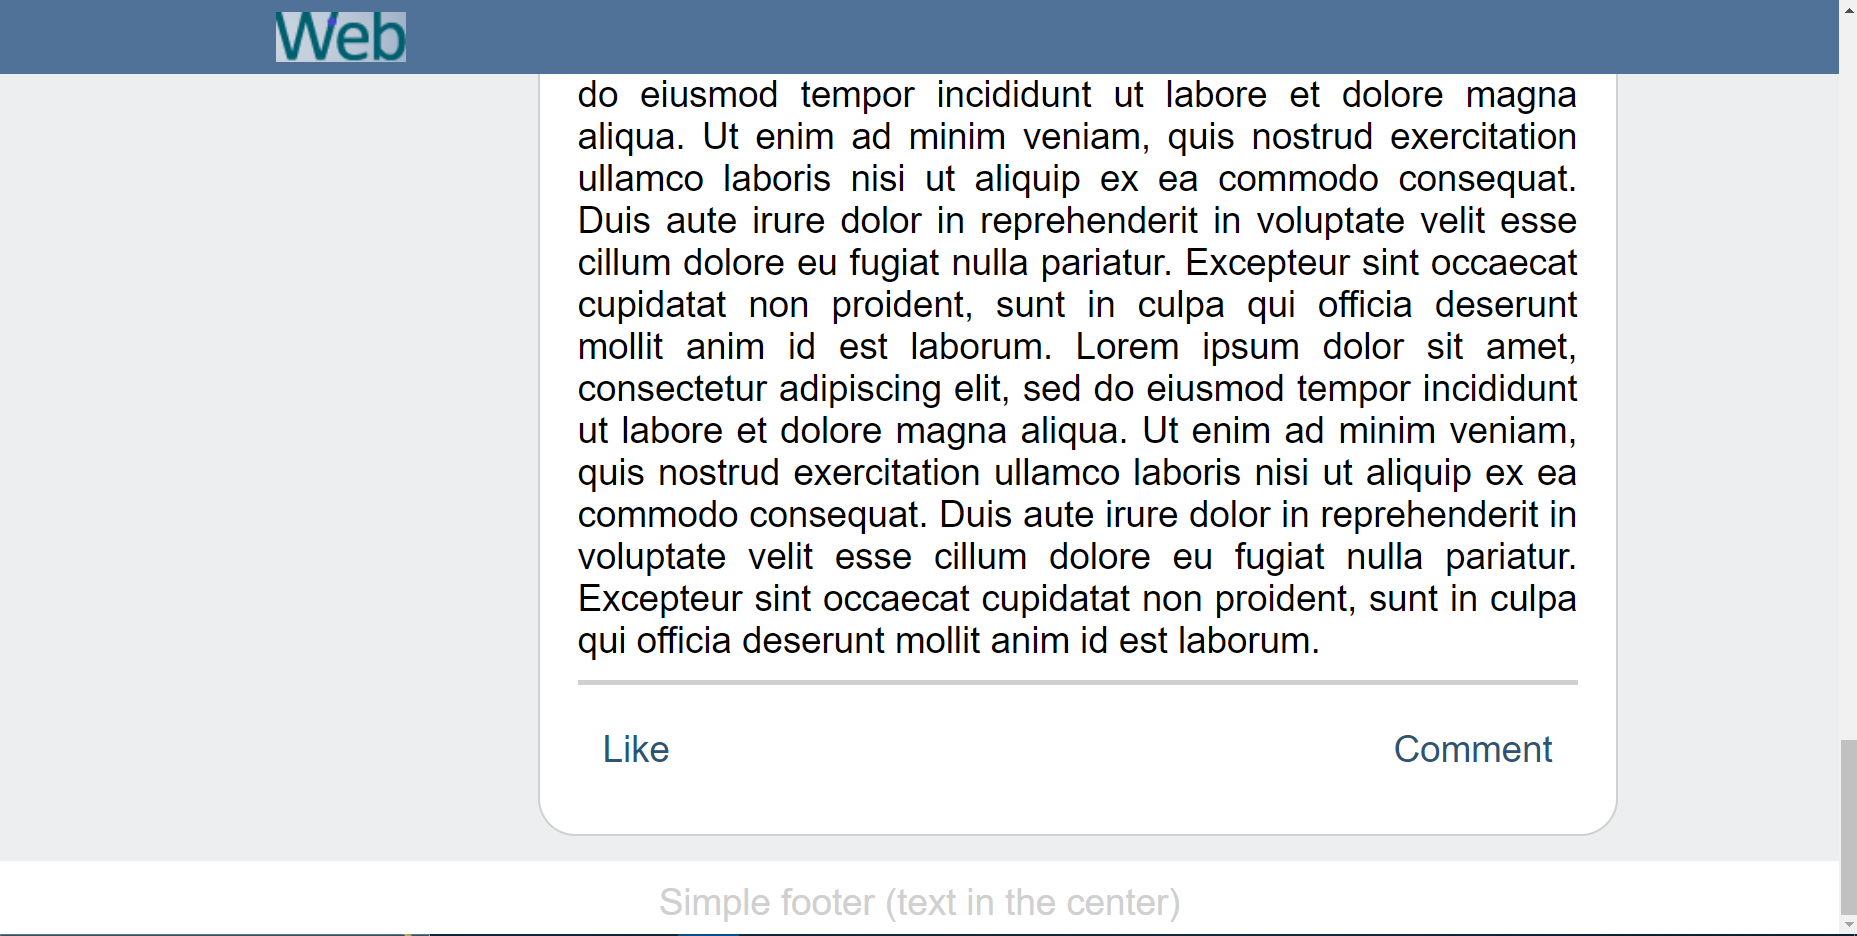 Web
do eiusmod tempor incididunt ut labore et dolore magna
aliqua. Ut enim ad minim veniam, quis nostrud exercitation
ullamco laboris nisi ut aliquip ex ea commodo consequat.
Duis aute irure dolor in reprehenderit in voluptate velit esse
cillum dolore eu fugiat nulla pariatur. Excepteur sint occaecat
cupidatat non proident, sunt in culpa qui officia deserunt
mollit anim id est laborum. Lorem ipsum dolor sit amet,
consectetur adipiscing elit, sed do eiusmod tempor incididunt
ut labore et dolore magna aliqua. Ut enim ad minim veniam,
quis nostrud exercitation ullamco laboris nisi ut aliquip ex ea
commodo consequat. Duis aute irure dolor in reprehenderit in
voluptate velit esse cillum dolore eu fugiat nulla pariatur.
Excepteur sint occaecat cupidatat non proident, sunt in culpa
qui officia deserunt mollit anim id est laborum.
Like Comment
Simple footer (text in the center)